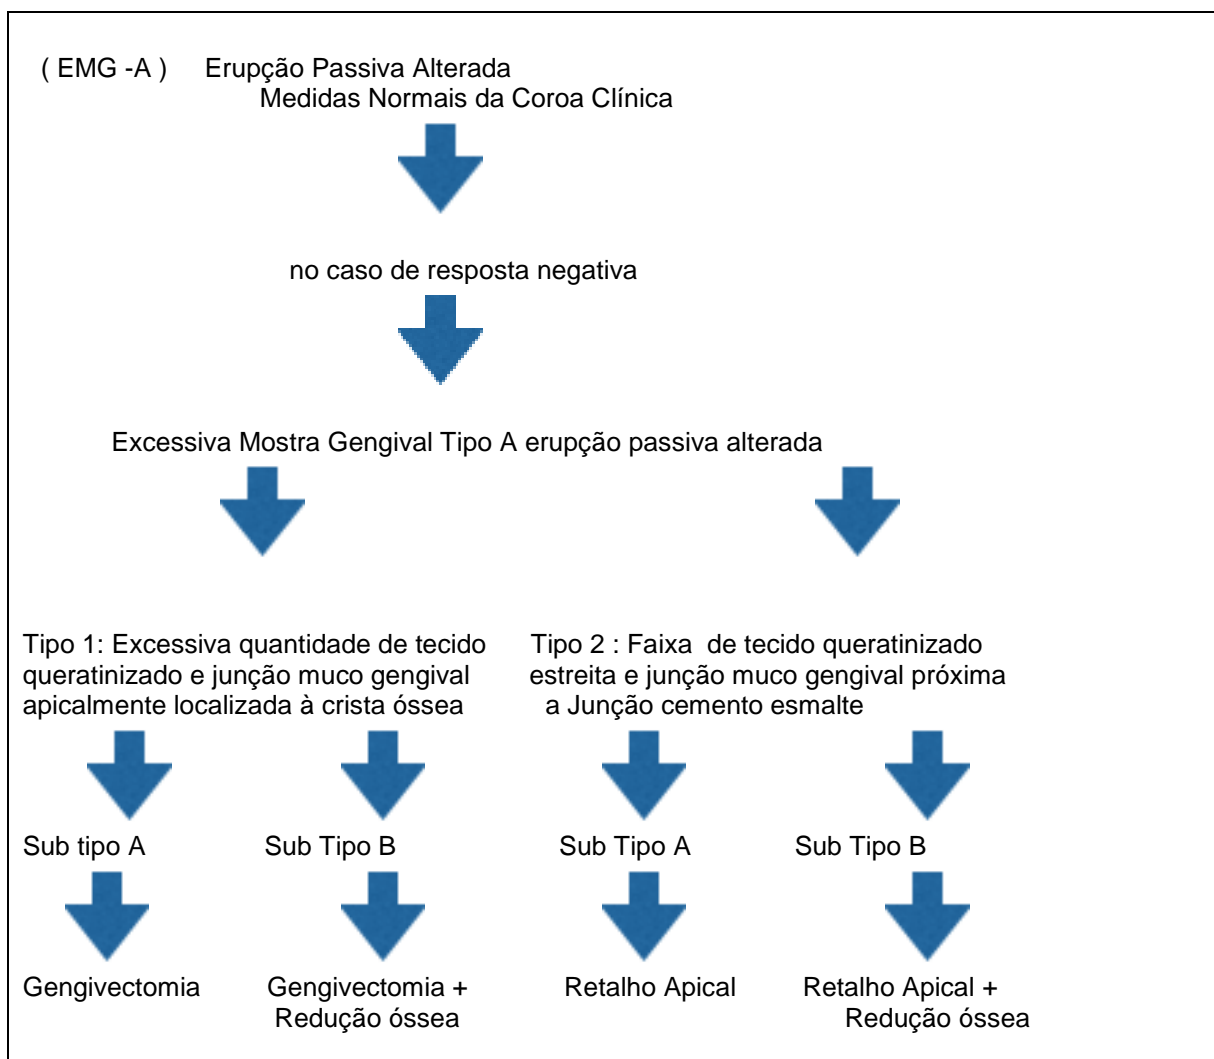 ( EMG -A ) Erupção Passiva Alterada
Medidas Normais da Coroa Clínica
no caso de resposta negativa
Excessiva Mostra Gengival Tipo A erupção passiva alterada
Tipo 1: Excessiva quantidade de tecido
queratinizado e junção muco gengival
apicalmente localizada à crista óssea
Tipo 2 : Faixa de tecido queratinizado
estreita e junção muco gengival próxima
a Junção cemento esmalte
Sub tipo A
Sub Tipo B
Sub Tipo A
Sub Tipo B
Gengivectomia
Gengivectomia +
Redução óssea
Retalho Apical
Retalho Apical +
Redução óssea